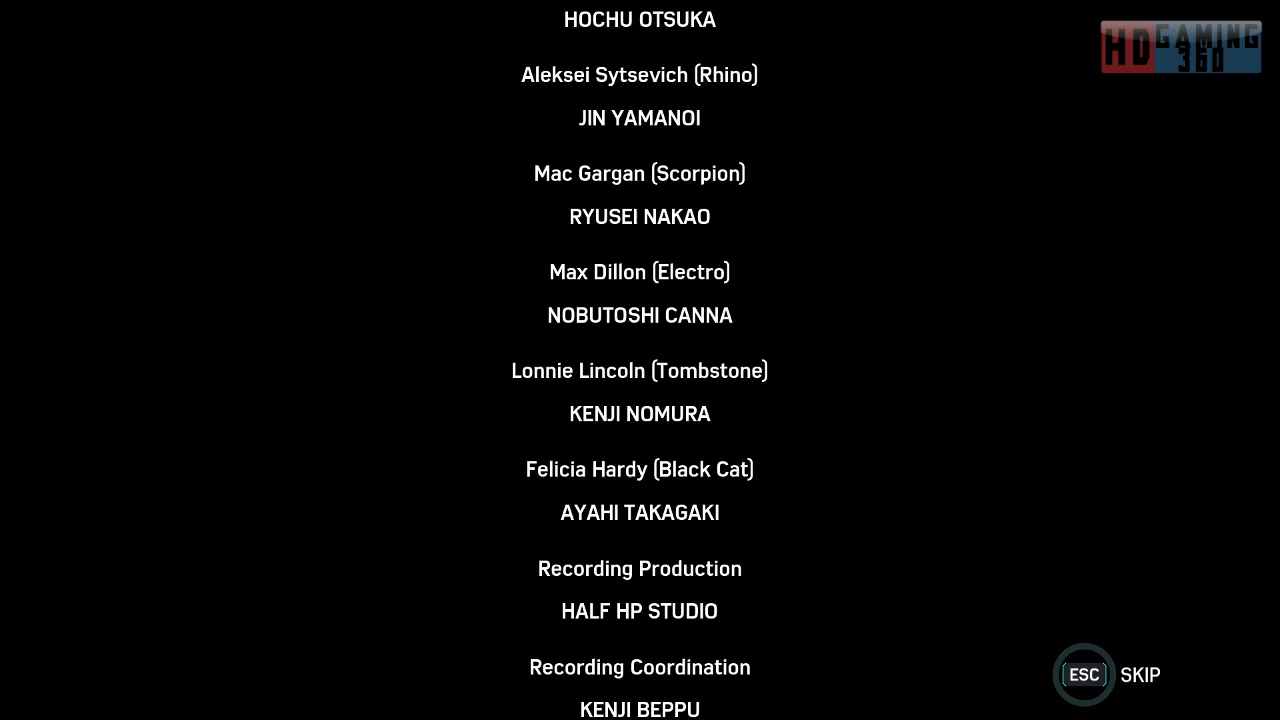 HOCHU OTSUKA
HD GAMING 360
Aleksei Sytsevich (Rhino)
JIN YAMANOI
Mac Gargan (Scorpion)
RYUSEI NAKAO
Max Dillon (Electro)
NOBUTOSHI CANNA
Lonnie Lincoln (Tombstone)
KENJI NOMURA
Felicia Hardy (Black Cat)
AYAHI TAKAGAKI
Recording Production
HALF HP STUDIO
Recording Coordination
ESC SKIP
KENJI BEPPU